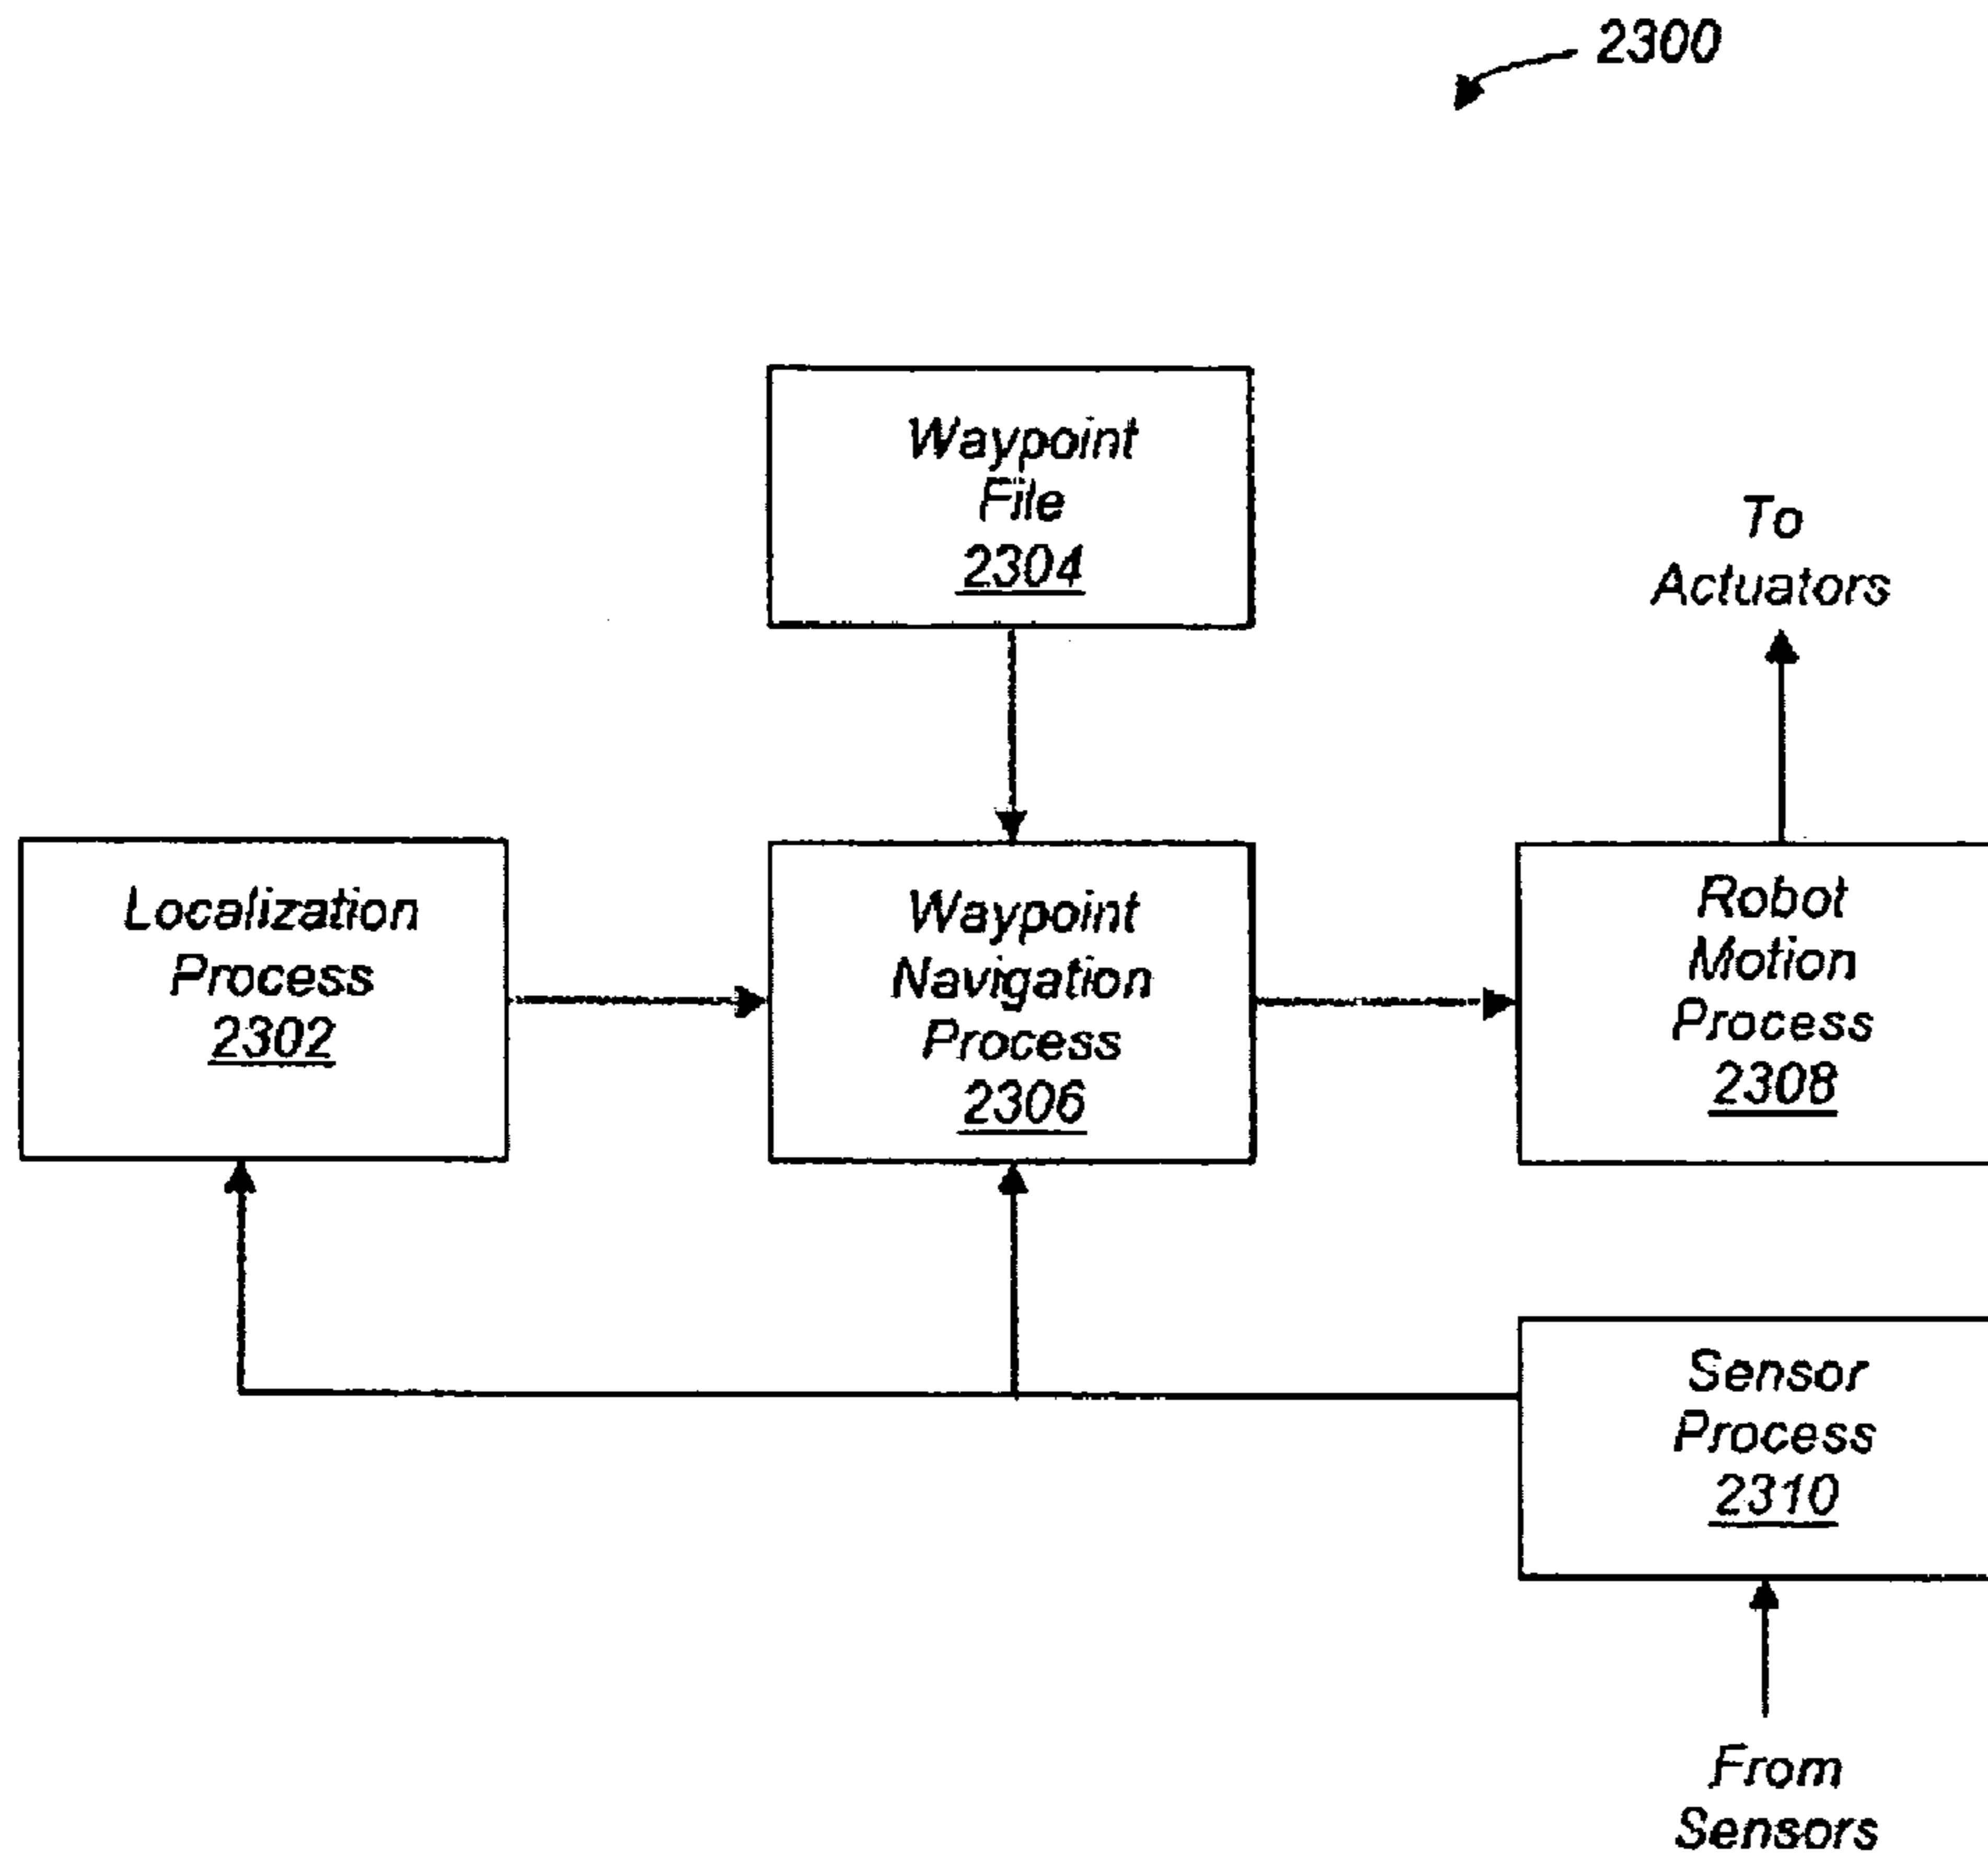 2300
Waypoint
File
2304
To
Actuators
Localization
Process
2302
Waypoint
Navigation
Process
2306
Robot
Motion
Process
2308
Sensor
Process
2310
From
Sensors